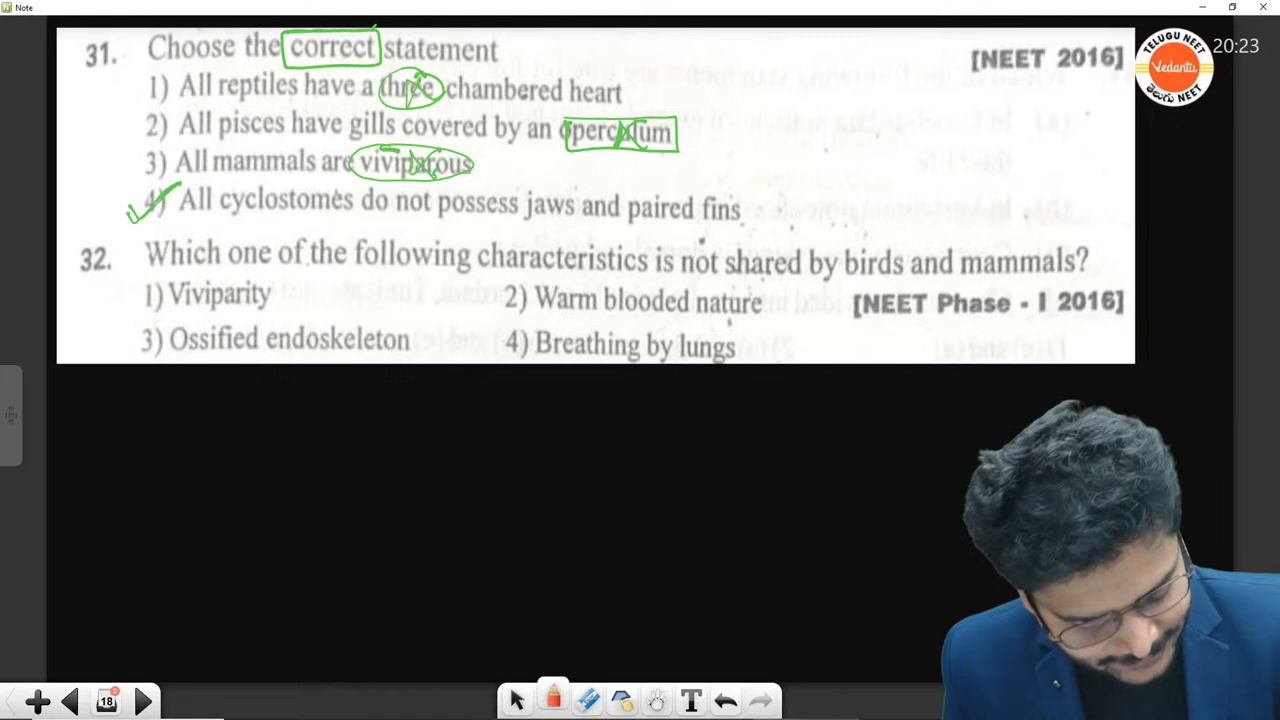 Note
31. Choose the correct statement [NEET 2016]
1) All reptiles have a three chambered heart
2) All pisces have gills covered by an operculum
3) All mammals are viviparous
4) All cyclostomes do not possess jaws and paired fins
32. Which one of the following characteristics is not shared by birds and mammals?
1) Viviparity 2) Warm blooded nature [NEET Phase - I 2016]
3) Ossified endoskeleton 4) Breathing by lungs
TELUGU NEET
Vedantu
తెలుగు NEET
20:23
18
8
T